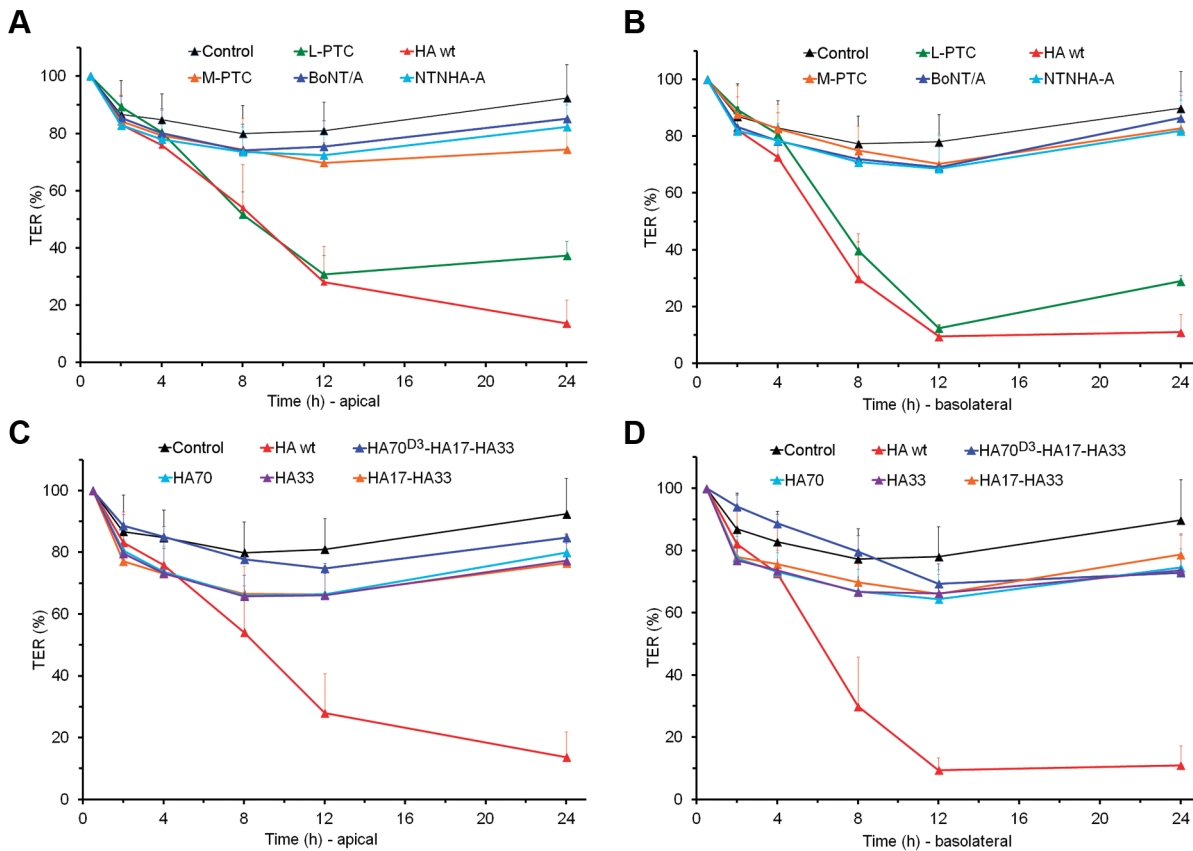 A
Control L-PTC HA wt
M-PTC BoNT/A NTNHA-A
100
80
60
40
20
0
TER (%)
0 4 8 12 16 20 24
Time (h) - apical
B
Control L-PTC HA wt
M-PTC BoNT/A NTNHA-A
100
80
60
40
20
0
TER (%)
0 4 8 12 16 20 24
Time (h) - basolateral
C
Control HA wt HA70D3-HA17-HA33
HA70 HA33 HA17-HA33
100
80
60
40
20
0
TER (%)
0 4 8 12 16 20 24
Time (h) - apical
D
Control HA wt HA70D3-HA17-HA33
HA70 HA33 HA17-HA33
100
80
60
40
20
0
TER (%)
0 4 8 12 16 20 24
Time (h) - basolateral